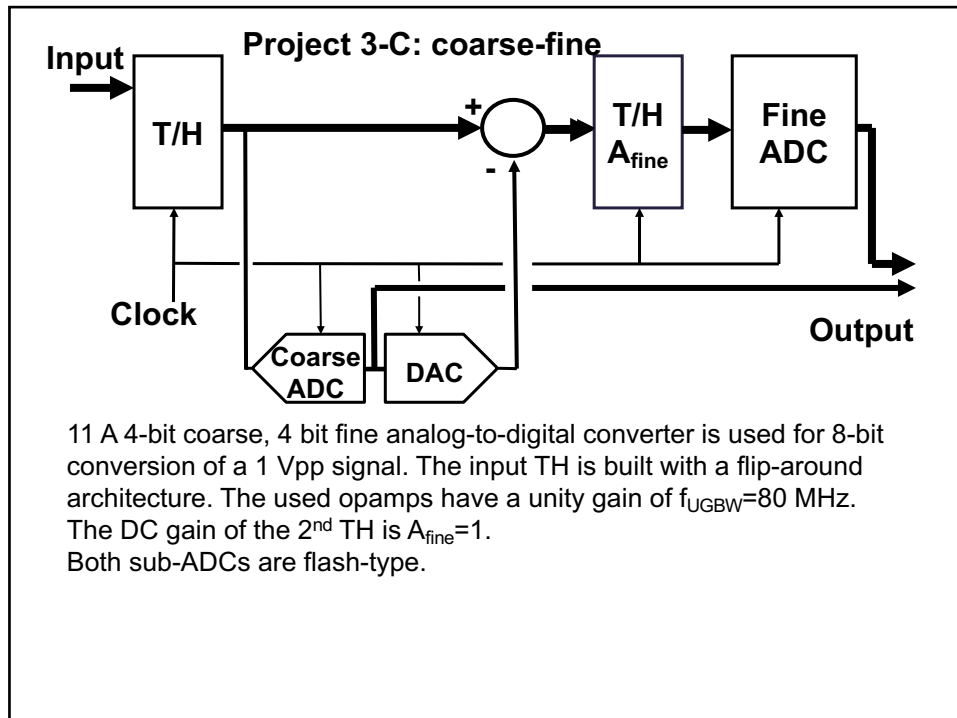 Project 3-C: coarse-fine
Input
T/H
+
-
T/H
Afine
Fine
ADC
Clock
Output
Coarse
ADC
DAC
11 A 4-bit coarse, 4 bit fine analog-to-digital converter is used for 8-bit
conversion of a 1 Vpp signal. The input TH is built with a flip-around
architecture. The used opamps have a unity gain of fUGBW=80 MHz.
The DC gain of the 2nd TH is Afine=1.
Both sub-ADCs are flash-type.